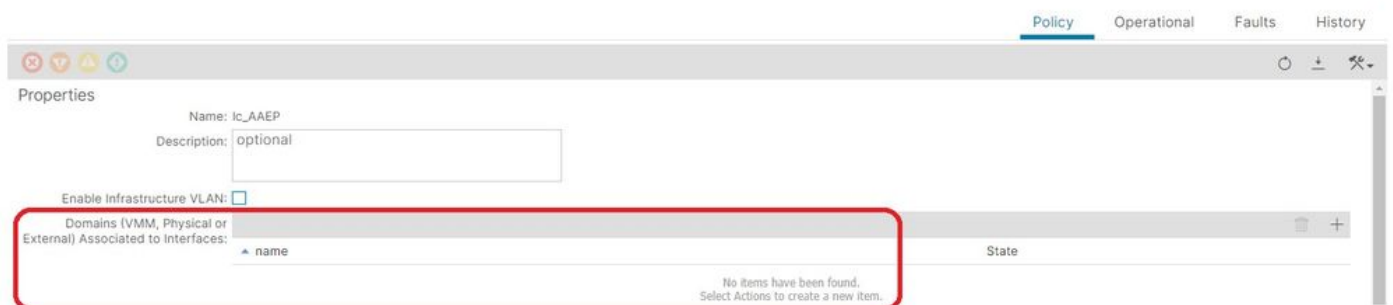 Policy Operational Faults History
Properties
Name: lc_AAEP
Description: optional
Enable Infrastructure VLAN:
Domains (VMM, Physical or
External) Associated to Interfaces:
name State
No items have been found.
Select Actions to create a new item.